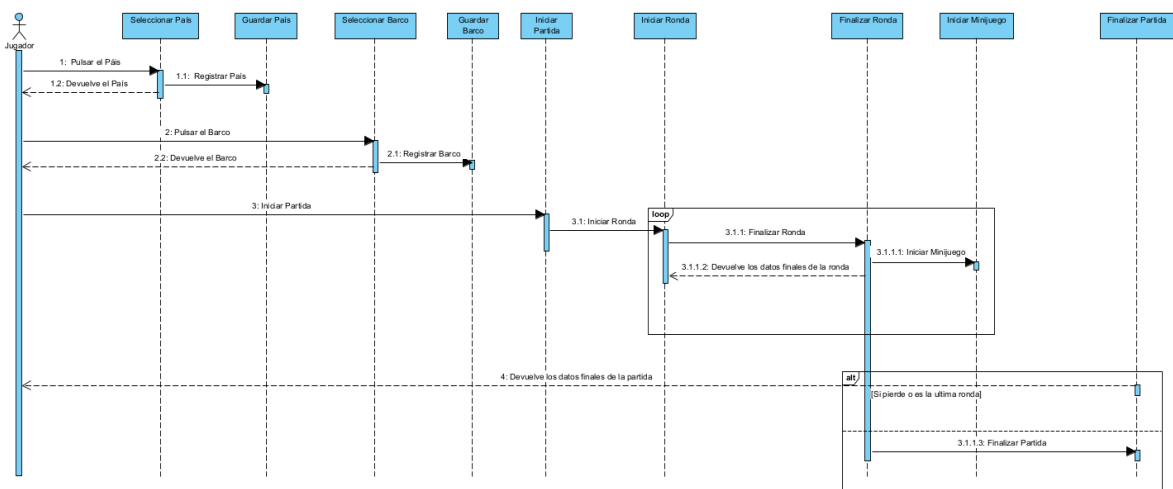 Seleccionar País
Guardar País
Seleccionar Barco
Guardar
Barco
Iniciar
Partida
Iniciar Ronda
Finalizar Ronda
Iniciar Minijuego
Finalizar Partida
Jugador
1: Pulsar el Páis
1.1: Registrar País
1.2: Devuelve el País
2: Pulsar el Barco
2.1: Registrar Barco
2.2: Devuelve el Barco
3: Iniciar Partida
loop
3.1: Iniciar Ronda
3.1.1: Finalizar Ronda
3.1.1.1: Iniciar Minijuego
3.1.1.2: Devuelve los datos finales de la ronda
4: Devuelve los datos finales de la partida
alt
[Si pierde o es la ultima ronda]
3.1.1.3: Finalizar Partida